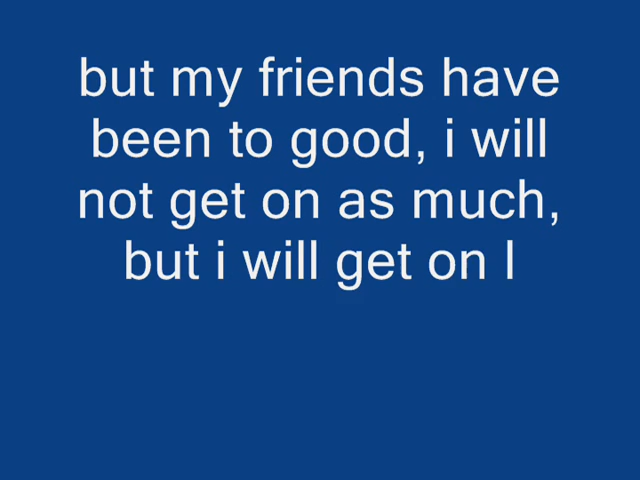 but my friends have
been to good, i will
not get on as much,
but i will get on l